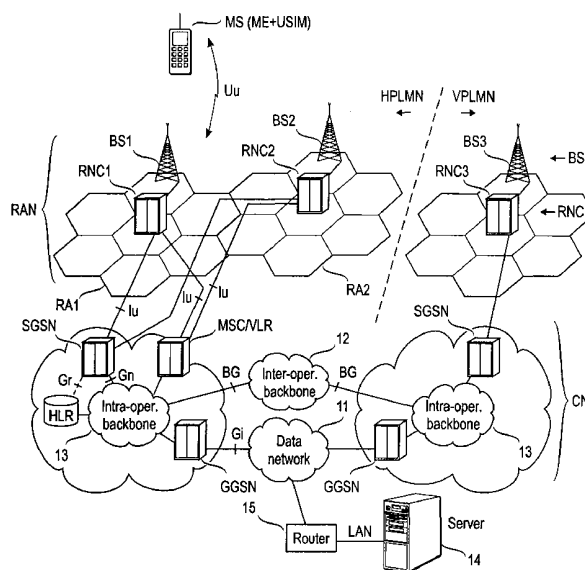 MS (ME+USIM)
Uu
HPLMN VPLMN
BS1
BS2
BS3
BS
RNC1
RNC2
RNC3
RNC
RAN
RA1
RA2
Iu
Iu
Iu
SGSN
MSC/VLR
SGSN
12
Gr
Gn
BG
Inter-oper.
backbone
BG
HLR
Intra-oper.
backbone
11
Intra-oper.
backbone
CN
13
Gi
Data
network
13
GGSN
GGSN
15
Router
LAN
Server
14